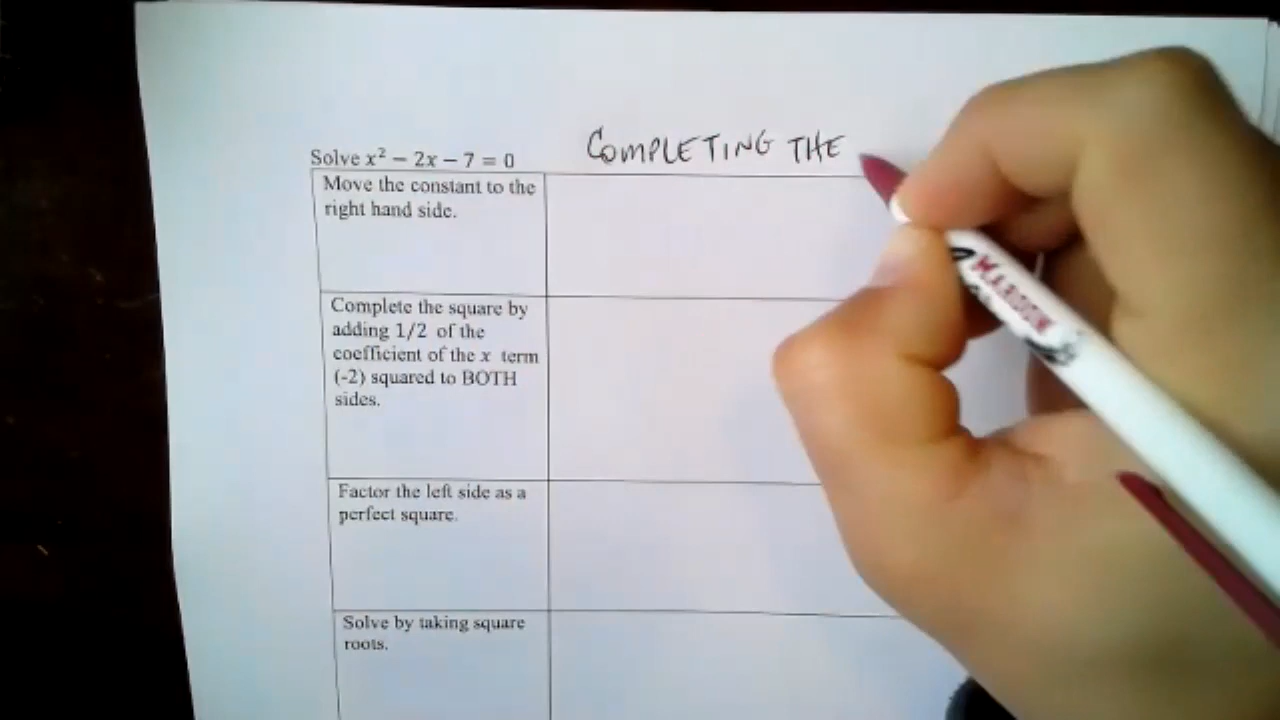 COMPLETING THE
Solve x² − 2x − 7 = 0
Move the constant to the
right hand side.
Complete the square by
adding 1/2 of the
coefficient of the x term
(-2) squared to BOTH
sides.
Factor the left side as a
perfect square.
Solve by taking square
roots.
MAROON